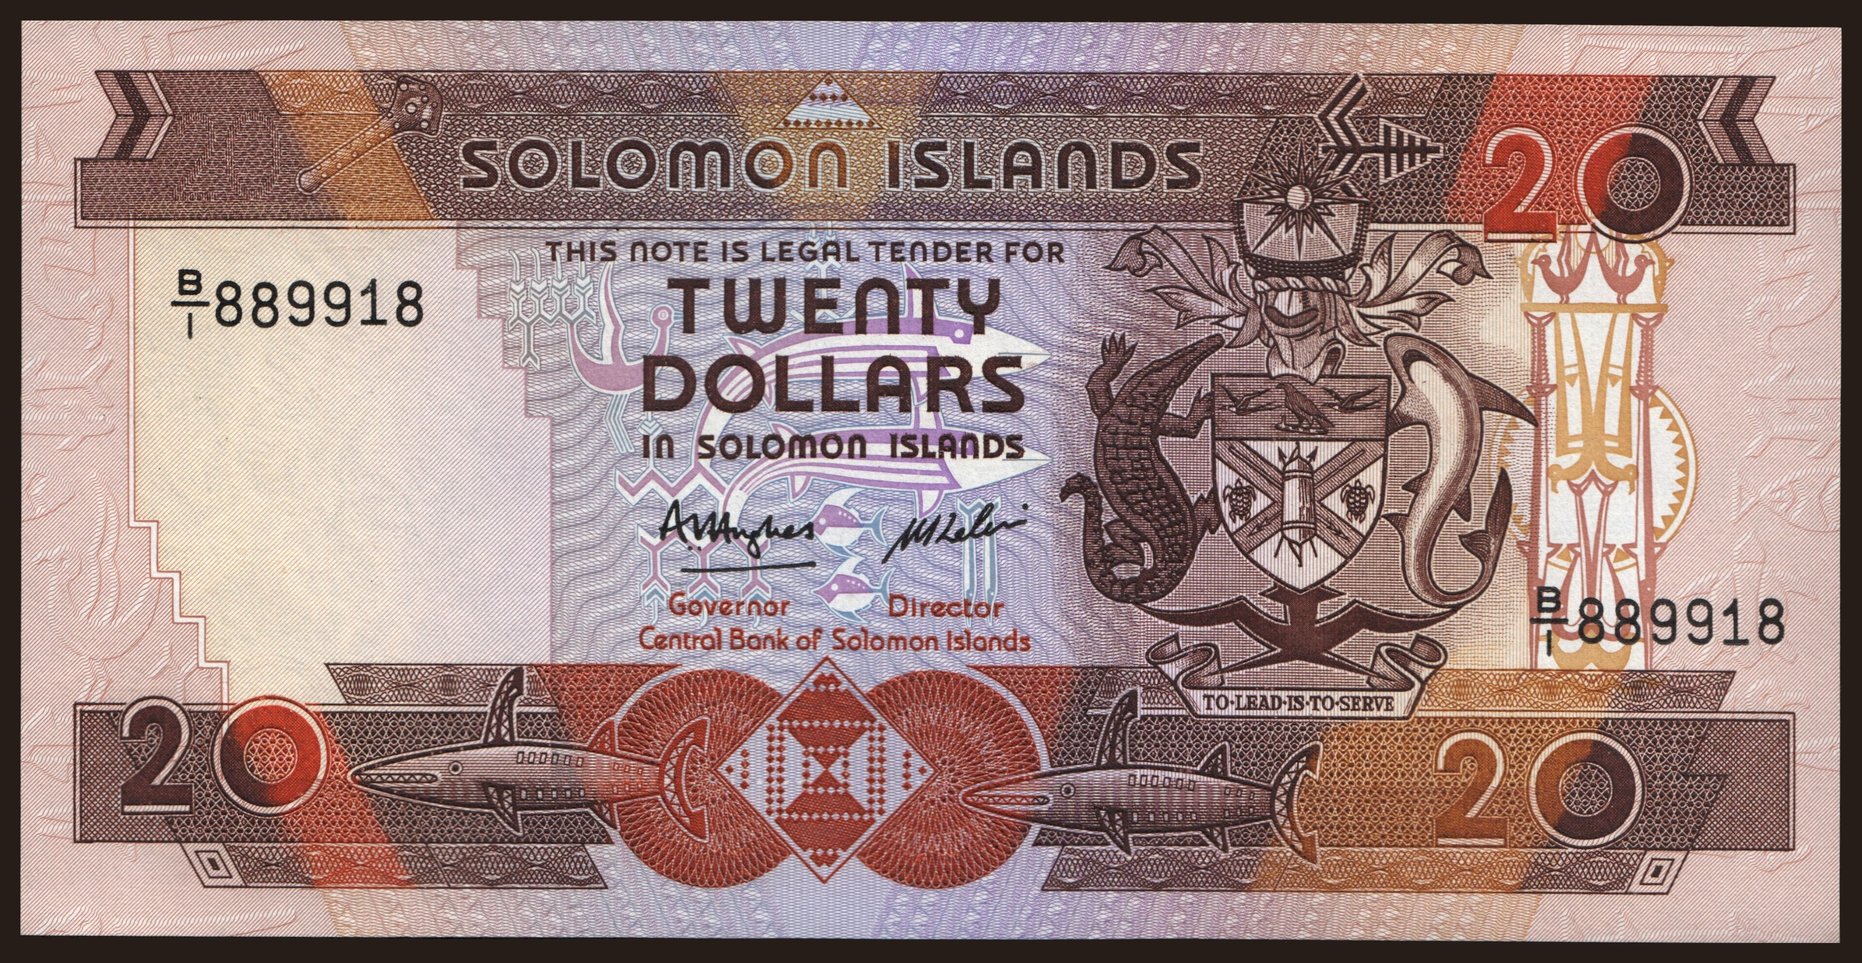 SOLOMON ISLANDS
20
THIS NOTE IS LEGAL TENDER FOR
TWENTY
DOLLARS
IN SOLOMON ISLANDS
B/1 889918
Governor Director
Central Bank of Solomon Islands
B/1 889918
TO·LEAD·IS·TO·SERVE
20
20